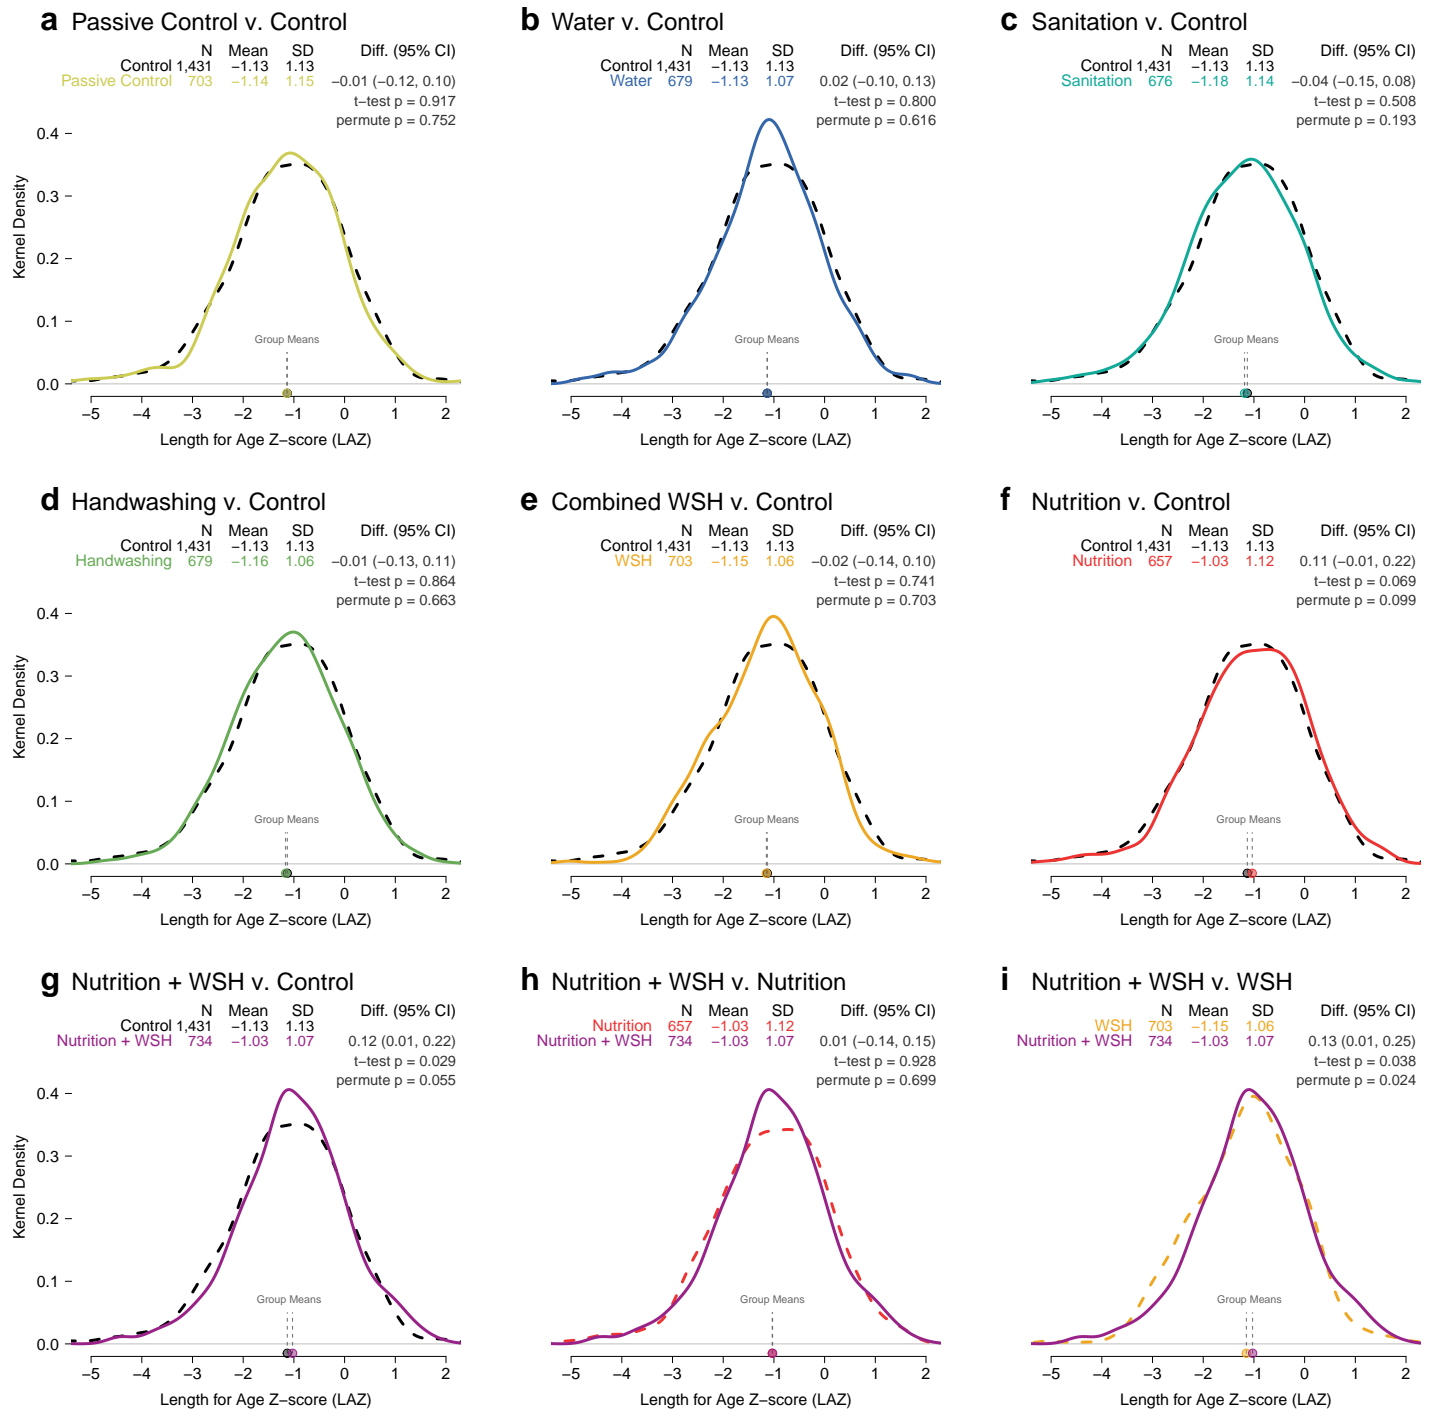 a Passive Control v. Control
N Mean SD Diff. (95% CI)
Control 1,431 −1.13 1.13
Passive Control 703 −1.14 1.15 −0.01 (−0.12, 0.10)
t−test p = 0.917
permute p = 0.752
0.4
0.3
0.2
0.1
0.0
Kernel Density
Group Means
−5 −4 −3 −2 −1 0 1 2
Length for Age Z−score (LAZ)
b Water v. Control
N Mean SD Diff. (95% CI)
Control 1,431 −1.13 1.13
Water 679 −1.13 1.07 0.02 (−0.10, 0.13)
t−test p = 0.800
permute p = 0.616
Group Means
−5 −4 −3 −2 −1 0 1 2
Length for Age Z−score (LAZ)
c Sanitation v. Control
N Mean SD Diff. (95% CI)
Control 1,431 −1.13 1.13
Sanitation 676 −1.18 1.14 −0.04 (−0.15, 0.08)
t−test p = 0.508
permute p = 0.193
Group Means
−5 −4 −3 −2 −1 0 1 2
Length for Age Z−score (LAZ)
d Handwashing v. Control
N Mean SD Diff. (95% CI)
Control 1,431 −1.13 1.13
Handwashing 679 −1.16 1.06 −0.01 (−0.13, 0.11)
t−test p = 0.864
permute p = 0.663
0.4
0.3
0.2
0.1
0.0
Kernel Density
Group Means
−5 −4 −3 −2 −1 0 1 2
Length for Age Z−score (LAZ)
e Combined WSH v. Control
N Mean SD Diff. (95% CI)
Control 1,431 −1.13 1.13
WSH 703 −1.15 1.06 −0.02 (−0.14, 0.10)
t−test p = 0.741
permute p = 0.703
Group Means
−5 −4 −3 −2 −1 0 1 2
Length for Age Z−score (LAZ)
f Nutrition v. Control
N Mean SD Diff. (95% CI)
Control 1,431 −1.13 1.13
Nutrition 657 −1.03 1.12 0.11 (−0.01, 0.22)
t−test p = 0.069
permute p = 0.099
Group Means
−5 −4 −3 −2 −1 0 1 2
Length for Age Z−score (LAZ)
g Nutrition + WSH v. Control
N Mean SD Diff. (95% CI)
Control 1,431 −1.13 1.13
Nutrition + WSH 734 −1.03 1.07 0.12 (0.01, 0.22)
t−test p = 0.029
permute p = 0.055
0.4
0.3
0.2
0.1
0.0
Kernel Density
Group Means
−5 −4 −3 −2 −1 0 1 2
Length for Age Z−score (LAZ)
h Nutrition + WSH v. Nutrition
N Mean SD Diff. (95% CI)
Nutrition 657 −1.03 1.12
Nutrition + WSH 734 −1.03 1.07 0.01 (−0.14, 0.15)
t−test p = 0.928
permute p = 0.699
Group Means
−5 −4 −3 −2 −1 0 1 2
Length for Age Z−score (LAZ)
i Nutrition + WSH v. WSH
N Mean SD Diff. (95% CI)
WSH 703 −1.15 1.06
Nutrition + WSH 734 −1.03 1.07 0.13 (0.01, 0.25)
t−test p = 0.038
permute p = 0.024
Group Means
−5 −4 −3 −2 −1 0 1 2
Length for Age Z−score (LAZ)